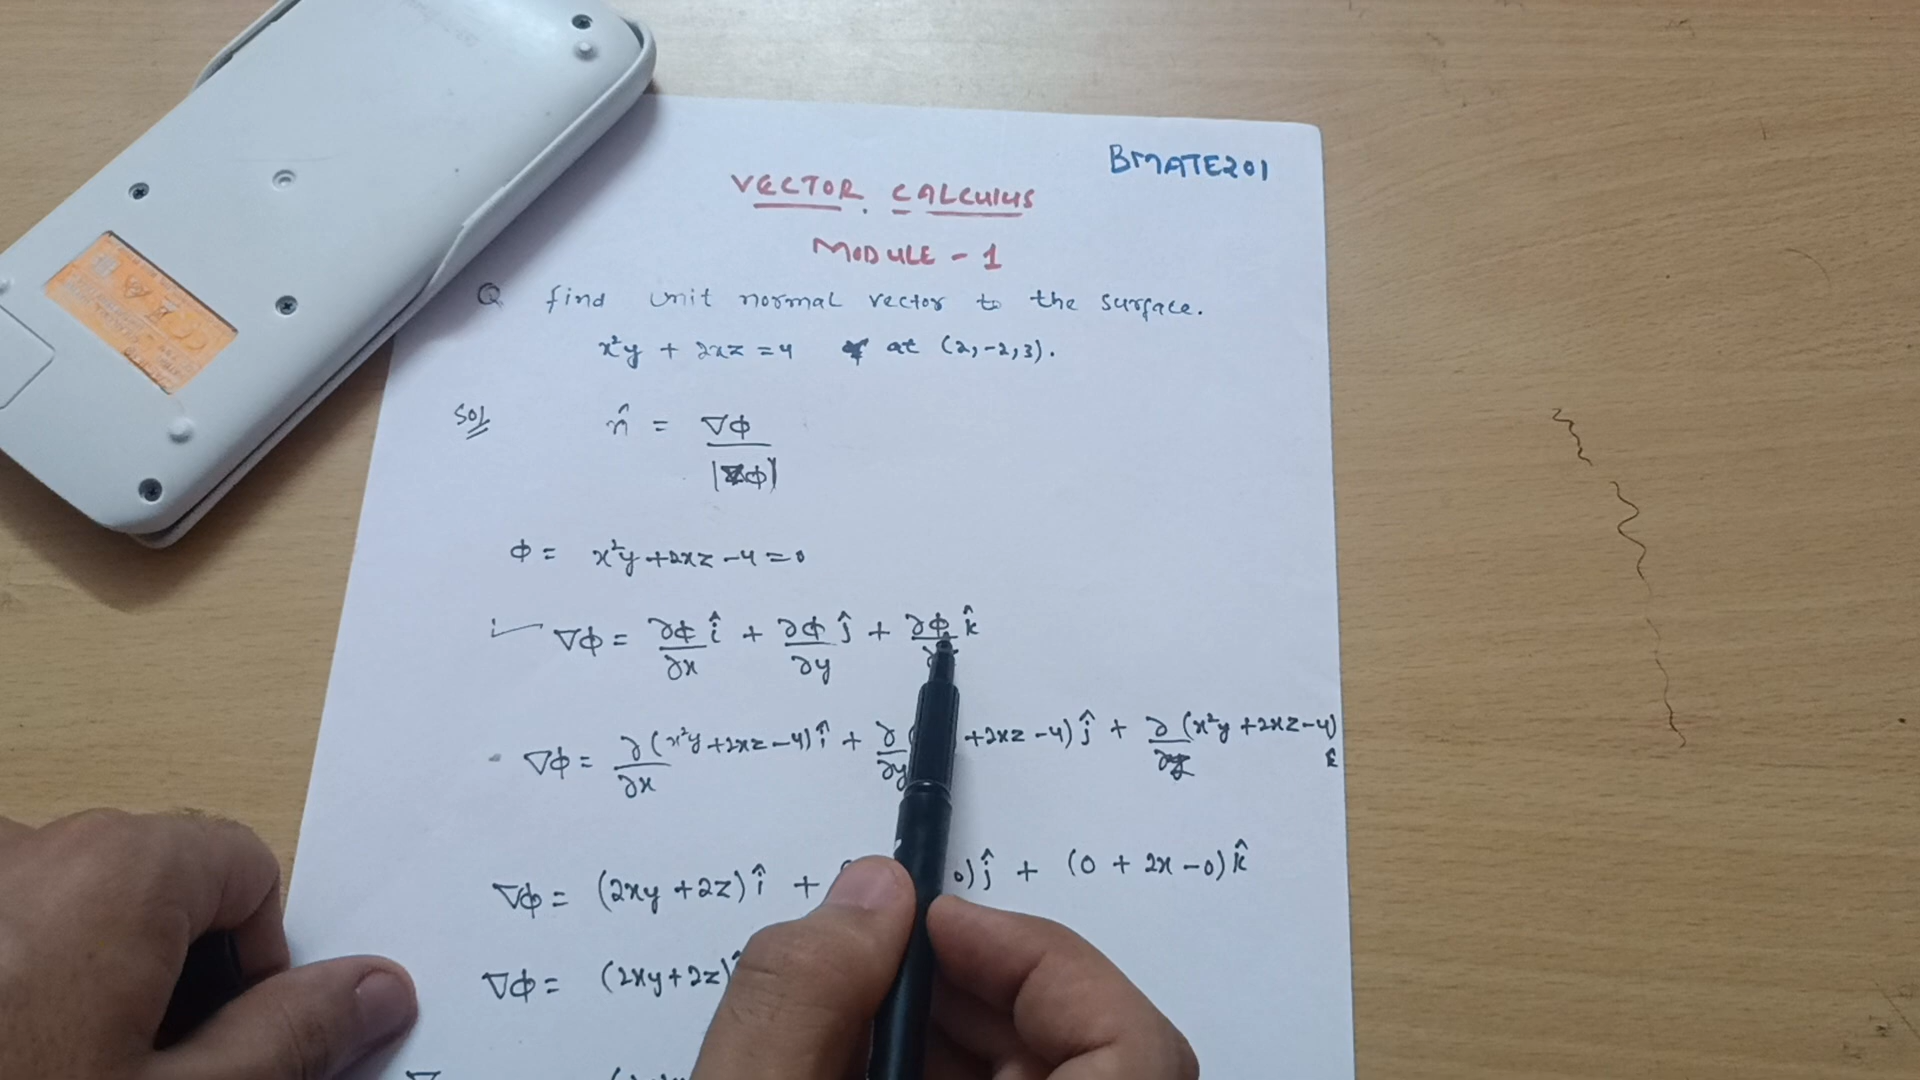 BMATE201
VECTOR CALCULUS
MODULE - 1
Q find unit normal vector to the surface.
x²y + 2xz = 4 at (2,-2,3).
Sol n̂ = ∇ϕ
|∇ϕ|
ϕ = x²y + 2xz - 4 = 0
∇ϕ = ∂ϕ/∂x î + ∂ϕ/∂y ĵ + ∂ϕ k̂
∇ϕ = ∂/∂x (x²y + 2xz - 4) î + ∂/∂y + 2xz - 4) ĵ + ∂/∂z (x²y + 2xz - 4) k̂
∇ϕ = (2xy + 2z) î + 0) ĵ + (0 + 2x - 0) k̂
∇ϕ = (2xy + 2z)